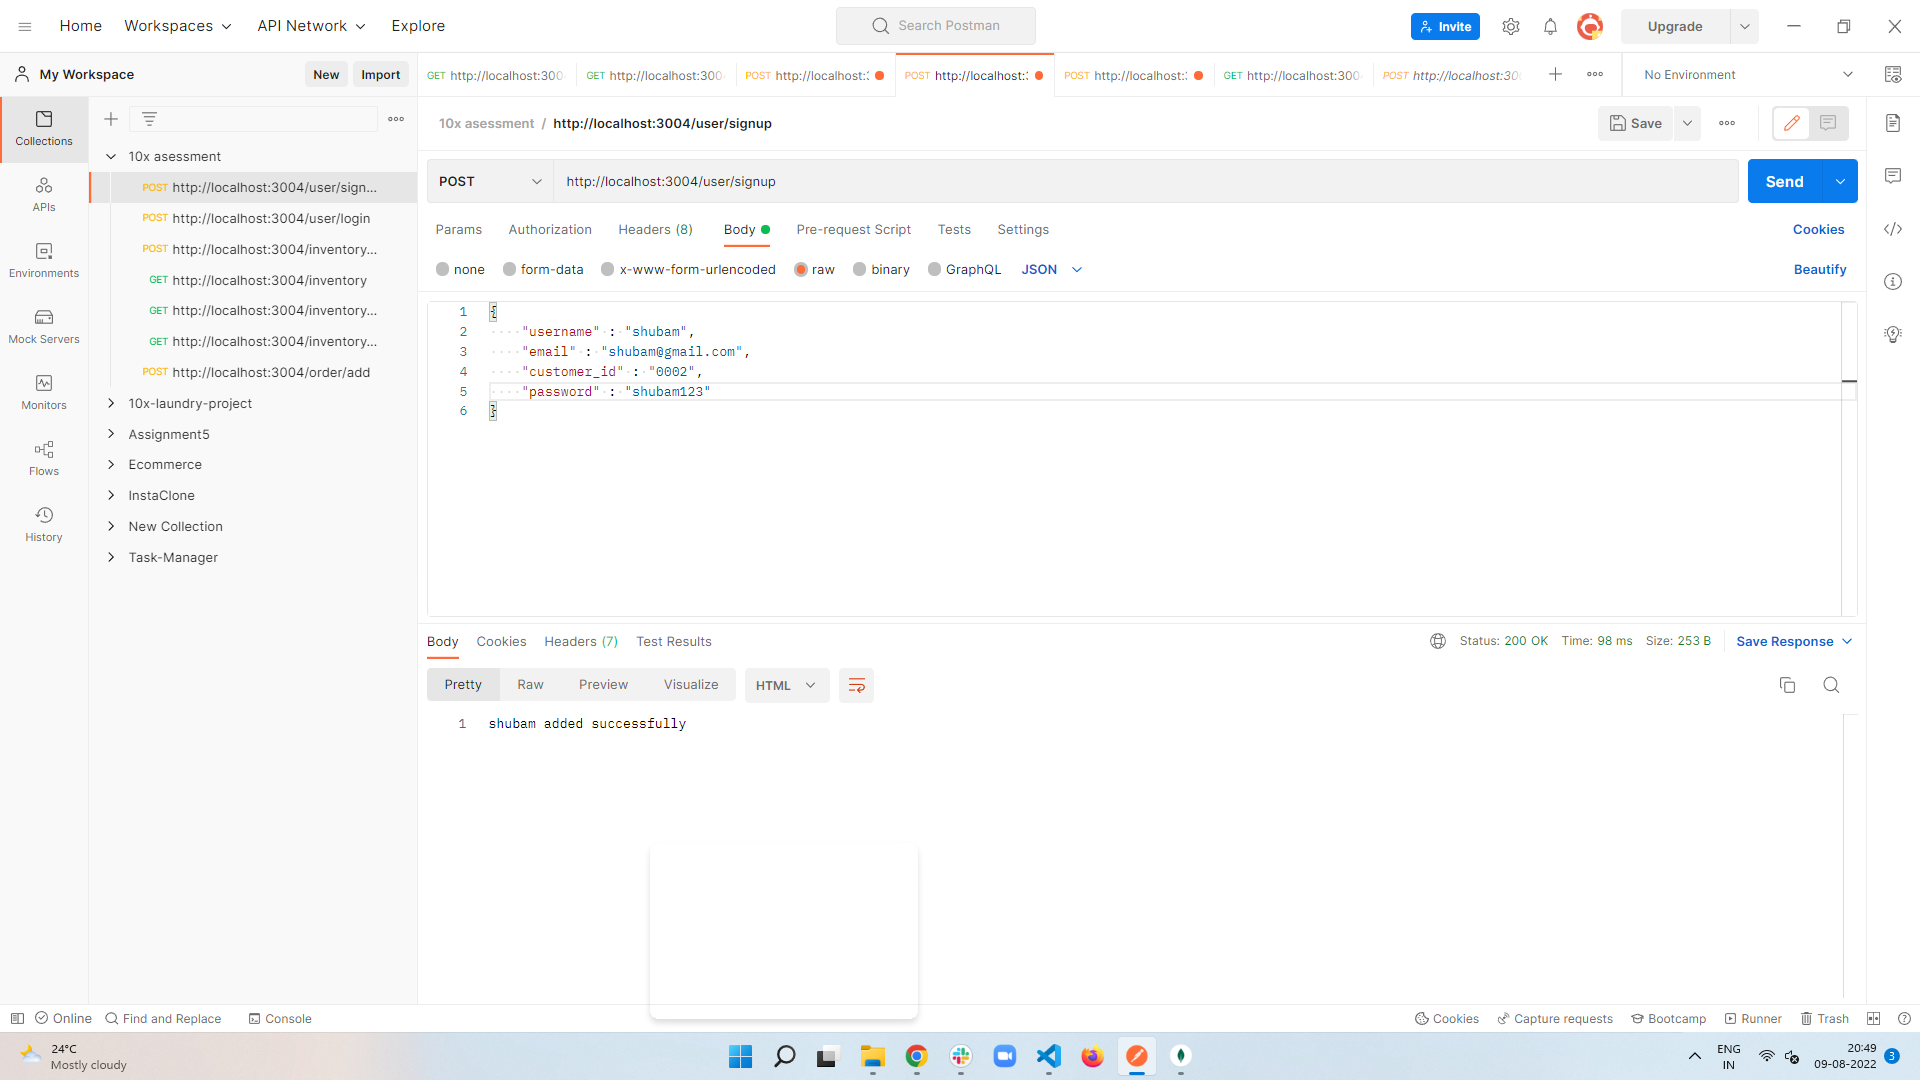 Home Workspaces API Network Explore Search Postman Invite Upgrade
My Workspace New Import
GET http://localhost:300 GET http://localhost:300 POST http://localhost: POST http://localhost: POST http://localhost: GET http://localhost:300 POST http://localhost:30 No Environment
Collections
APIs
Environments
Mock Servers
Monitors
Flows
History
10x asessment
POST http://localhost:3004/user/sign...
POST http://localhost:3004/user/login
POST http://localhost:3004/inventory...
GET http://localhost:3004/inventory
GET http://localhost:3004/inventory...
GET http://localhost:3004/inventory...
POST http://localhost:3004/order/add
10x-laundry-project
Assignment5
Ecommerce
InstaClone
New Collection
Task-Manager
10x asessment / http://localhost:3004/user/signup Save
POST http://localhost:3004/user/signup Send
Params Authorization Headers (8) Body Pre-request Script Tests Settings Cookies
none form-data x-www-form-urlencoded raw binary GraphQL JSON Beautify
1 {
2 "username" : "shubam",
3 "email" : "shubam@gmail.com",
4 "customer_id" : "0002",
5 "password" : "shubam123"
6 }
Body Cookies Headers (7) Test Results Status: 200 OK Time: 98 ms Size: 253 B Save Response
Pretty Raw Preview Visualize HTML
1 shubam added successfully
Online Find and Replace Console Cookies Capture requests Bootcamp Runner Trash
24°C
Mostly cloudy
ENG
IN
20:49
09-08-2022
3